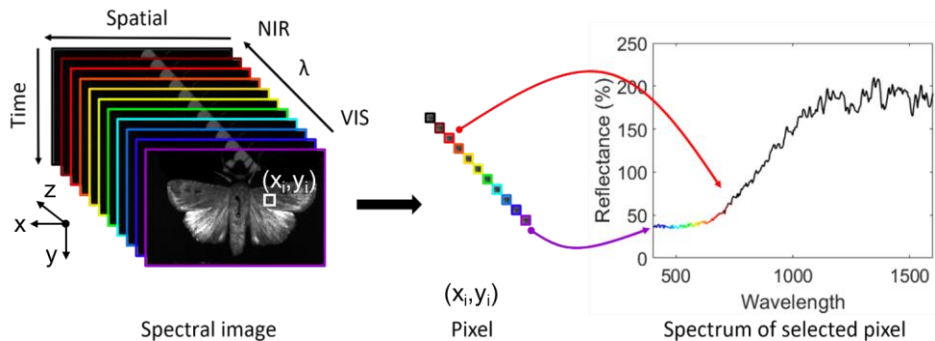 Spatial
NIR
λ
VIS
Time
(xᵢ,yᵢ)
z
x
y
Spectral image
(xᵢ,yᵢ)
Pixel
250
200
150
100
50
0
Reflectance (%)
500
1000
1500
Wavelength
Spectrum of selected pixel